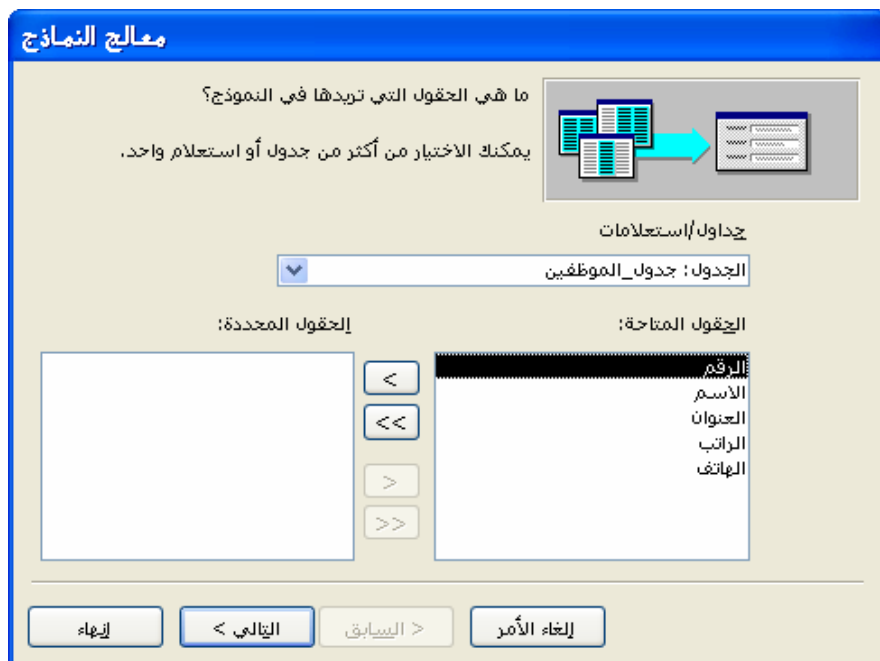 معالج النماذج
ما هي الحقول التي تريدها في النموذج؟
يمكنك الاختيار من أكثر من جدول أو استعلام واحد.
جداول/استعلامات
الجدول: جدول_الموظفين
الحقول المتاحة:
الحقول المحددة:
الرقم
الاسم
العنوان
الراتب
الهاتف
<
<<
>
>>
إلغاء الأمر
< السابق
التالي >
إنهاء